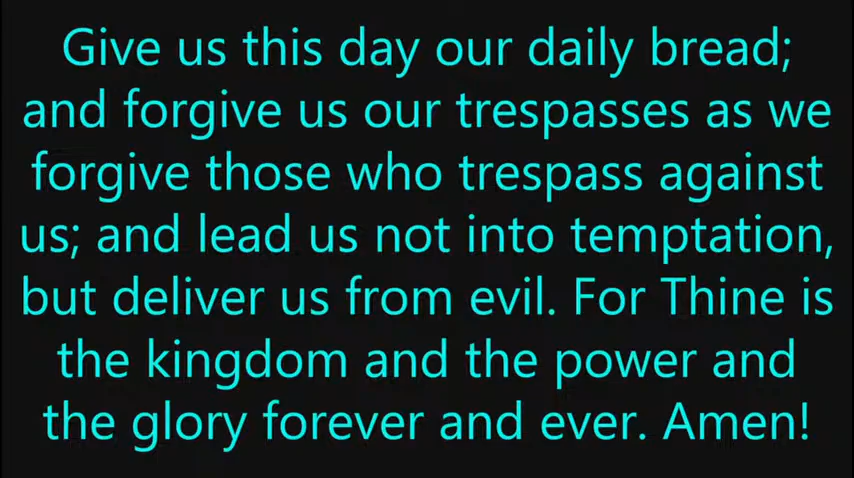 Give us this day our daily bread;
and forgive us our trespasses as we
forgive those who trespass against
us; and lead us not into temptation,
but deliver us from evil. For Thine is
the kingdom and the power and
the glory forever and ever. Amen!